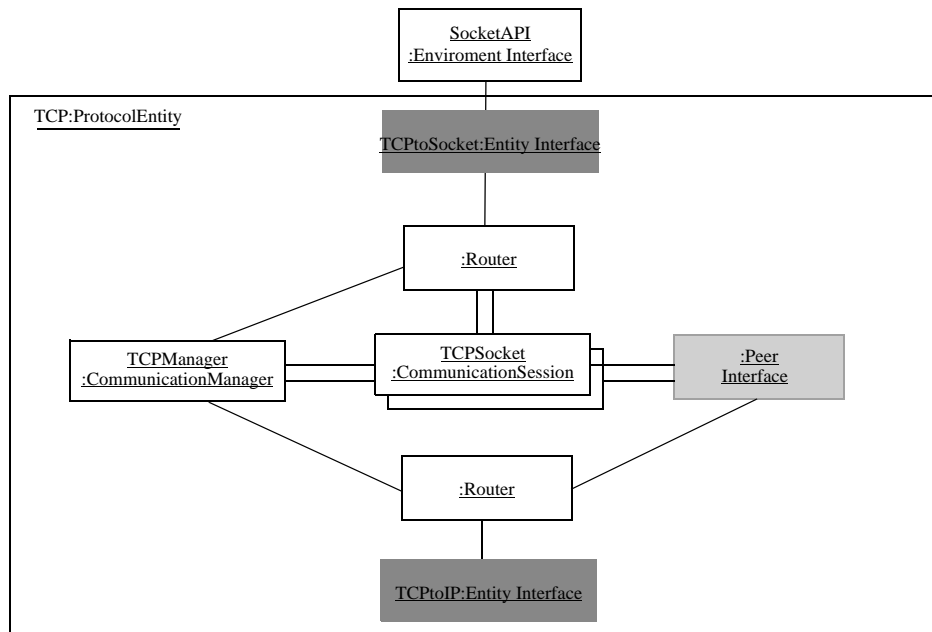 SocketAPI
:Enviroment Interface
TCP:ProtocolEntity
TCPtoSocket:Entity Interface
:Router
TCPManager
:CommunicationManager
TCPSocket
:CommunicationSession
:Peer
Interface
:Router
TCPtoIP:Entity Interface